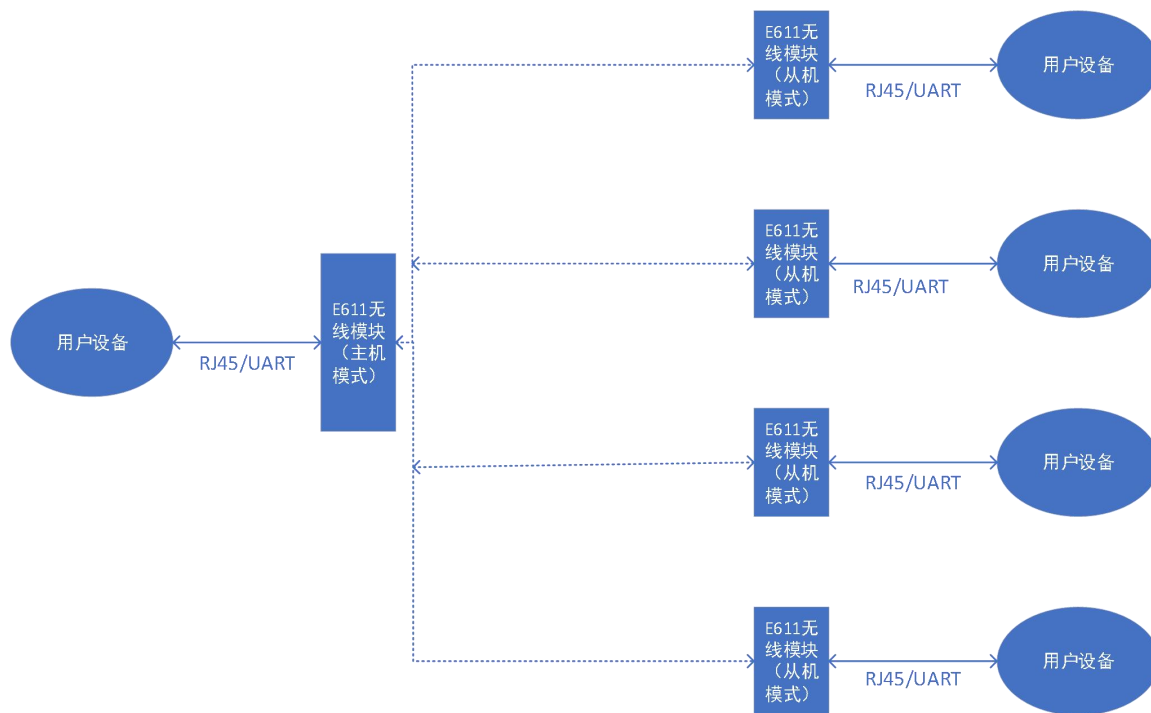 E611无
线模块
（从机
模式）
RJ45/UART
用户设备
E611无
线模块
（从机
模式）
RJ45/UART
用户设备
用户设备
RJ45/UART
E611无
线模块
（主机
模式）
E611无
线模块
（从机
模式）
RJ45/UART
用户设备
E611无
线模块
（从机
模式）
RJ45/UART
用户设备